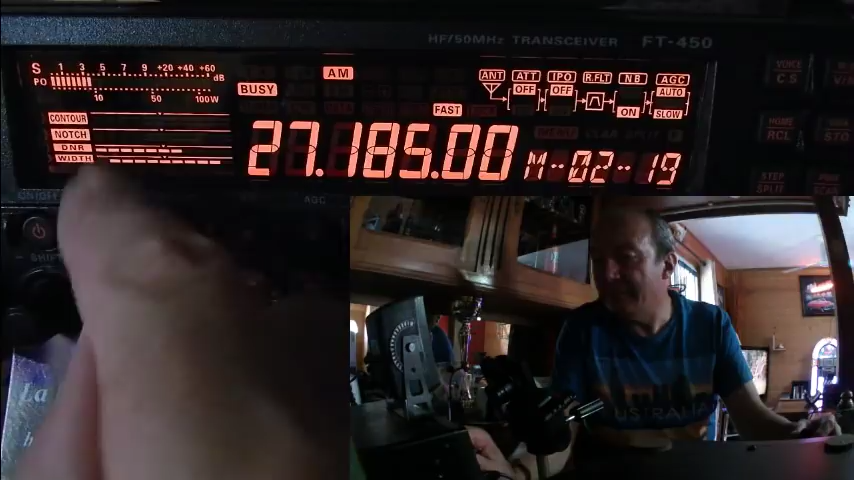 HF/50MHz TRANSCEIVER FT-450
S 1 3 5 7 9 +20 +40 +60 dB
PO
10 50 100W
BUSY
AM
FAST
ANT ATT IPO R.FLT NB AGC
OFF OFF AUTO
ON SLOW
CONTOUR
NOTCH
DNR
WIDTH
27.185.00 M-02-19
VOICE
C.S
HOME
RCL
STO
STEP
SPLIT
SCAN
AUSTRALIA